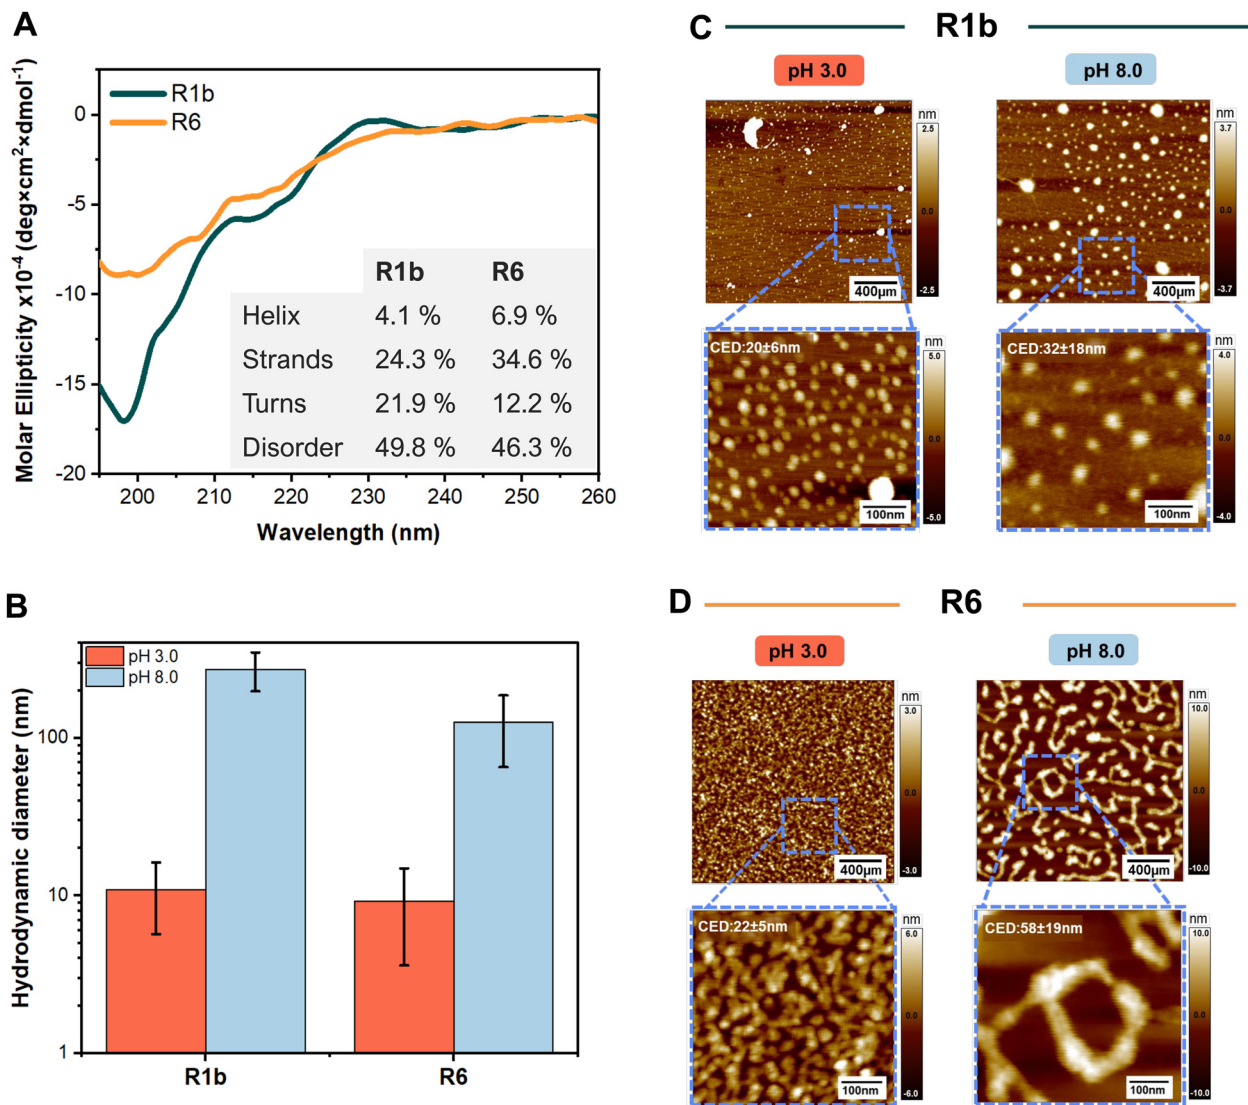 A
Molar Ellipticity x10⁻⁴ (deg×cm²×dmol⁻¹)
R1b
R6
0
-5
-10
-15
-20
R1b R6
Helix 4.1 % 6.9 %
Strands 24.3 % 34.6 %
Turns 21.9 % 12.2 %
Disorder 49.8 % 46.3 %
200 210 220 230 240 250 260
Wavelength (nm)
B
Hydrodynamic diameter (nm)
pH 3.0
pH 8.0
100
10
1
R1b R6
C R1b
pH 3.0 pH 8.0
nm
2.5
0.0
-2.5
400µm
nm
3.7
0.0
-3.7
400µm
CED:20±6nm
nm
5.0
0.0
-5.0
100nm
CED:32±18nm
nm
4.0
0.0
-4.0
100nm
D R6
pH 3.0 pH 8.0
nm
3.0
0.0
-3.0
400µm
nm
10.0
0.0
-10.0
400µm
CED:22±5nm
nm
6.0
0.0
-6.0
100nm
CED:58±19nm
nm
10.0
0.0
-10.0
100nm